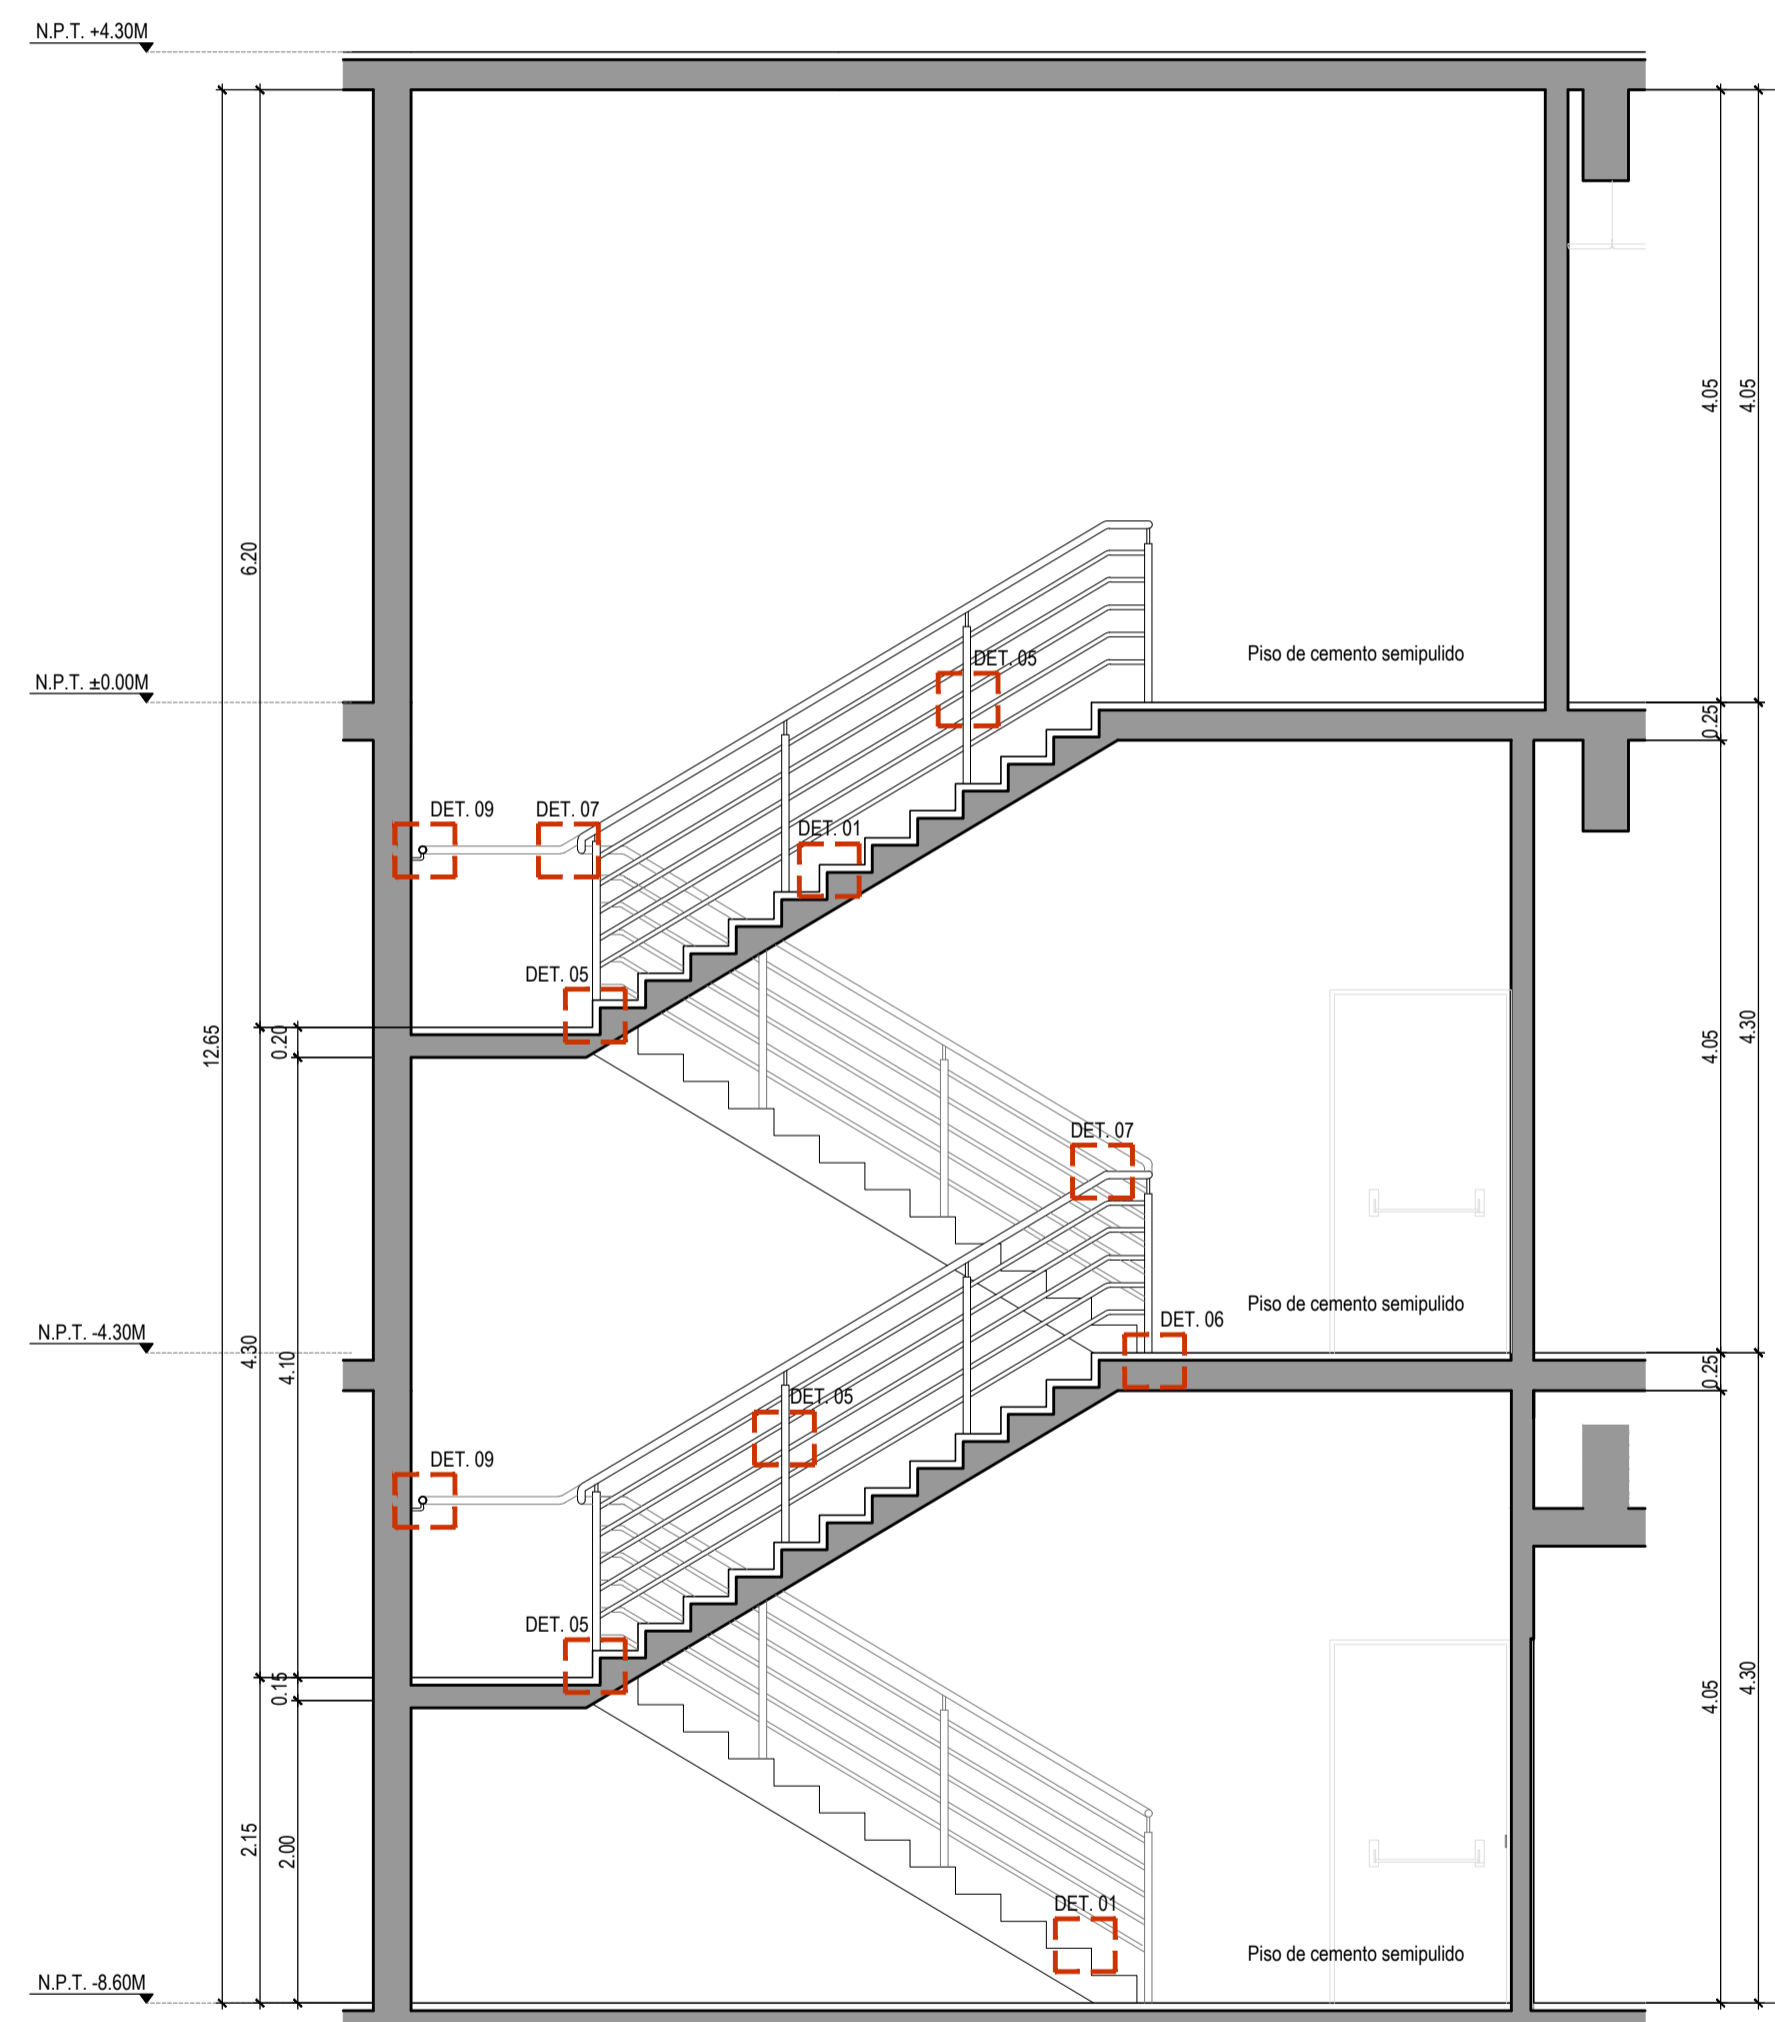 N.P.T. +4.30M
4.05
4.05
6.20
Piso de cemento semipulido
DET. 05
N.P.T. ±0.00M
0.25
DET. 09
DET. 07
DET. 01
DET. 05
12.65
0.20
4.05
4.30
DET. 07
Piso de cemento semipulido
DET. 06
N.P.T. -4.30M
4.30
4.10
0.25
DET. 05
DET. 09
DET. 05
0.15
4.05
4.30
2.15
2.00
DET. 01
Piso de cemento semipulido
N.P.T. -8.60M